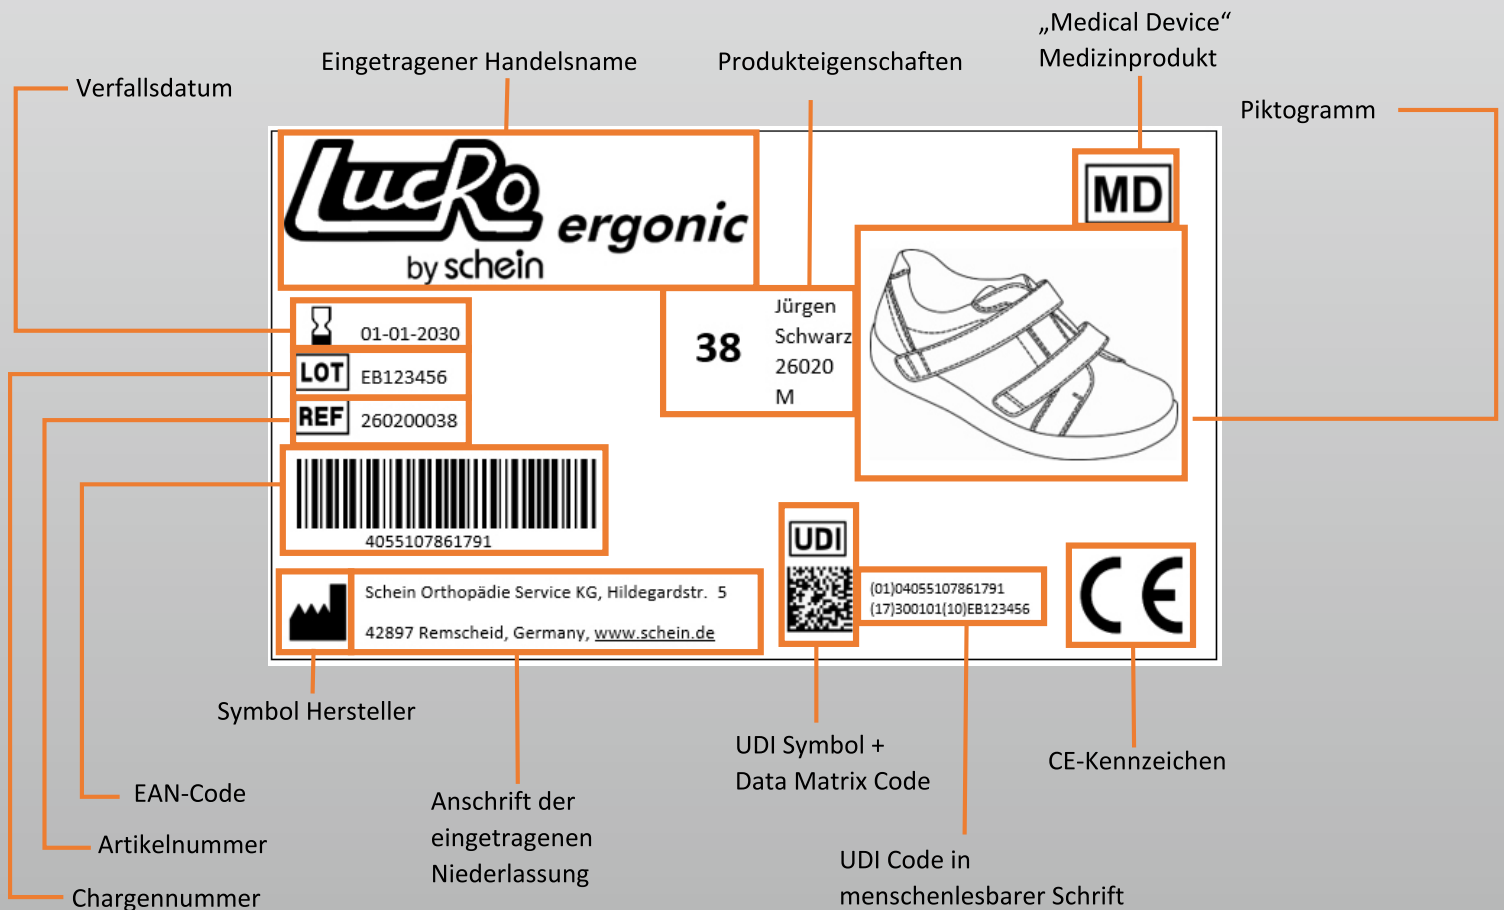 „Medical Device“
Medizinprodukt
Eingetragener Handelsname
Produkteigenschaften
Verfallsdatum
Piktogramm
LucRo ergonic
by schein
MD
38
Jürgen
Schwarz
26020
M
01-01-2030
LOT EB123456
REF 260200038
4055107861791
UDI
(01)04055107861791
(17)300101(10)EB123456
CE
Schein Orthopädie Service KG, Hildegardstr. 5
42897 Remscheid, Germany, www.schein.de
Symbol Hersteller
UDI Symbol +
Data Matrix Code
CE-Kennzeichen
EAN-Code
Anschrift der
eingetragenen
Niederlassung
Artikelnummer
UDI Code in
menschenlesbarer Schrift
Chargennummer